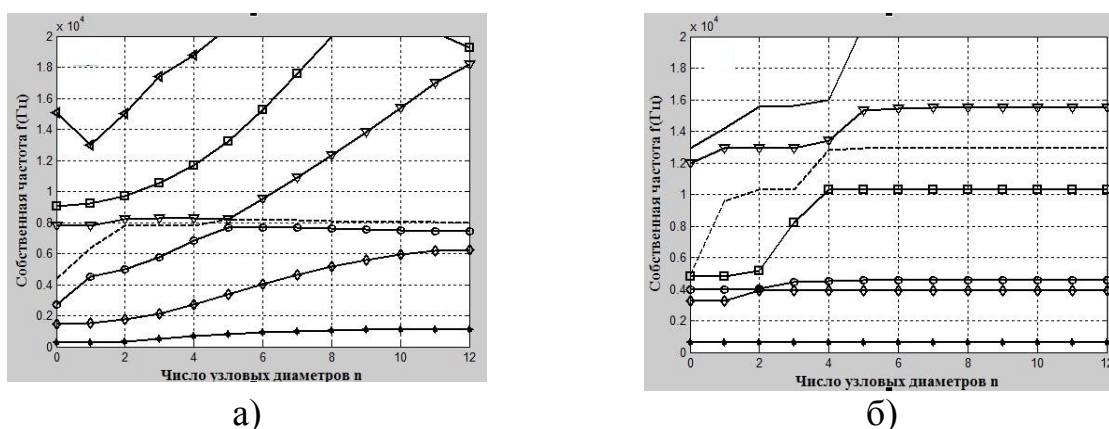 x 10⁴
2
1.8
1.6
1.4
1.2
1
0.8
0.6
0.4
0.2
0
0 2 4 6 8 10 12
Собственная частота f(Гц)
Число узловых диаметров n
а)
x 10⁴
2
1.8
1.6
1.4
1.2
1
0.8
0.6
0.4
0.2
0
0 2 4 6 8 10 12
Собственная частота f(Гц)
Число узловых диаметров n
б)